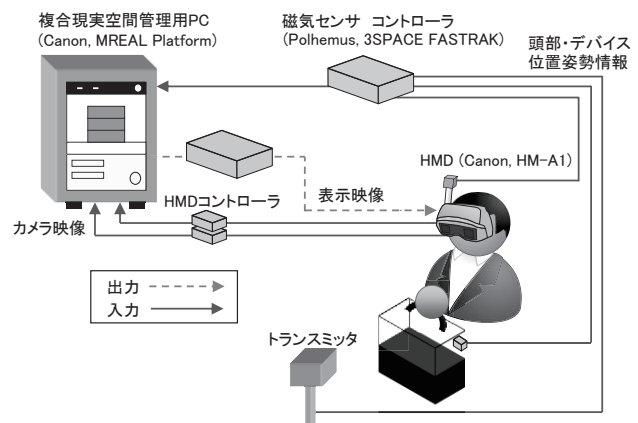 複合現実空間管理用PC
(Canon, MREAL Platform)
磁気センサ コントローラ
(Polhemus, 3SPACE FASTRAK)
頭部・デバイス
位置姿勢情報
HMD (Canon, HM-A1)
表示映像
HMDコントローラ
カメラ映像
出力
入力
トランスミッタ